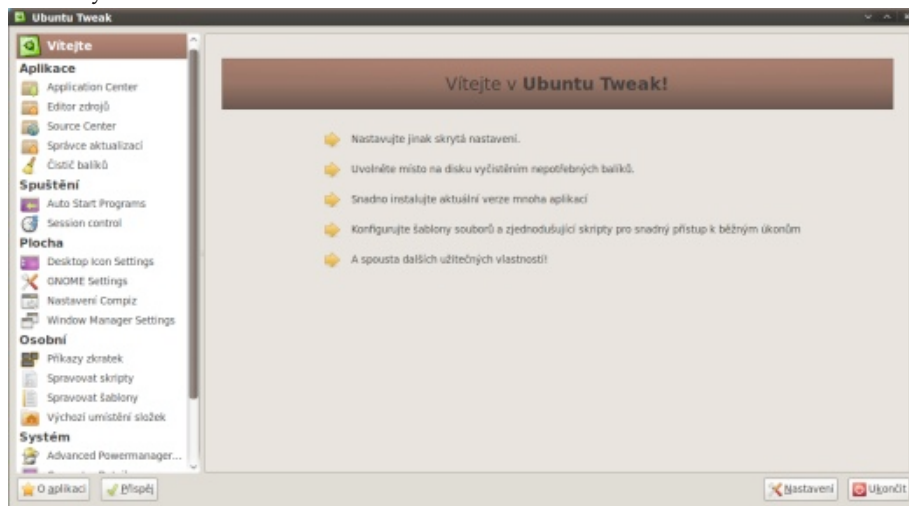 Ubuntu Tweak
Vítejte
Aplikace
Application Center
Editor zdrojů
Source Center
Správce aktualizací
Čistič balíků
Spuštění
Auto Start Programs
Session control
Plocha
Desktop Icon Settings
GNOME Settings
Nastavení Compiz
Window Manager Settings
Osobní
Příkazy zkratek
Spravovat skripty
Spravovat šablony
Výchozí umístění složek
Systém
Advanced Powermanager...
Vítejte v Ubuntu Tweak!
Nastavujte jinak skrytá nastavení.
Uvolněte místo na disku vyčistěním nepotřebných balíků.
Snadno instalujte aktuální verze mnoha aplikací
Konfigurujte šablony souborů a zjednodušující skripty pro snadný přístup k běžným úkonům
A spousta dalších užitečných vlastností!
O aplikaci
Přispěj
Nastavení
Ukončit